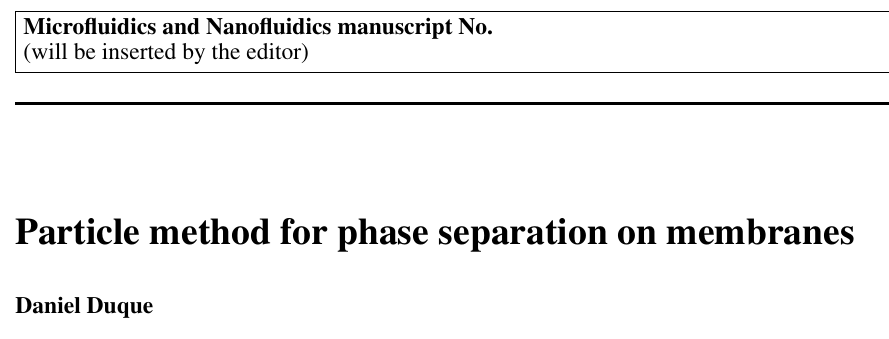 Microfluidics and Nanofluidics manuscript No.
(will be inserted by the editor)
Particle method for phase separation on membranes
Daniel Duque